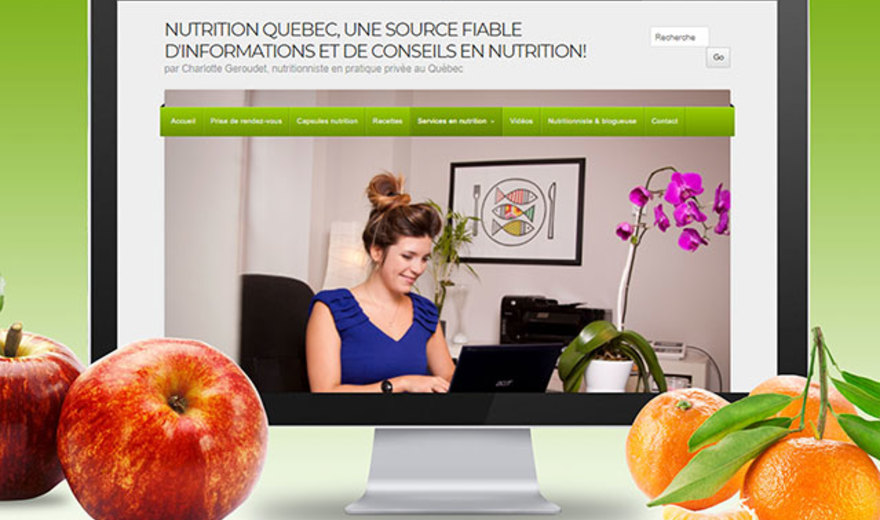 NUTRITION QUEBEC, UNE SOURCE FIABLE
D'INFORMATIONS ET DE CONSEILS EN NUTRITION!
par Charlotte Geroudet, nutritionniste en pratique privée au Québec
Recherche
Go
Accueil Prise de rendez-vous Capsules nutrition Recettes Services en nutrition Vidéos Nutritionniste & blogueuse Contact
acer